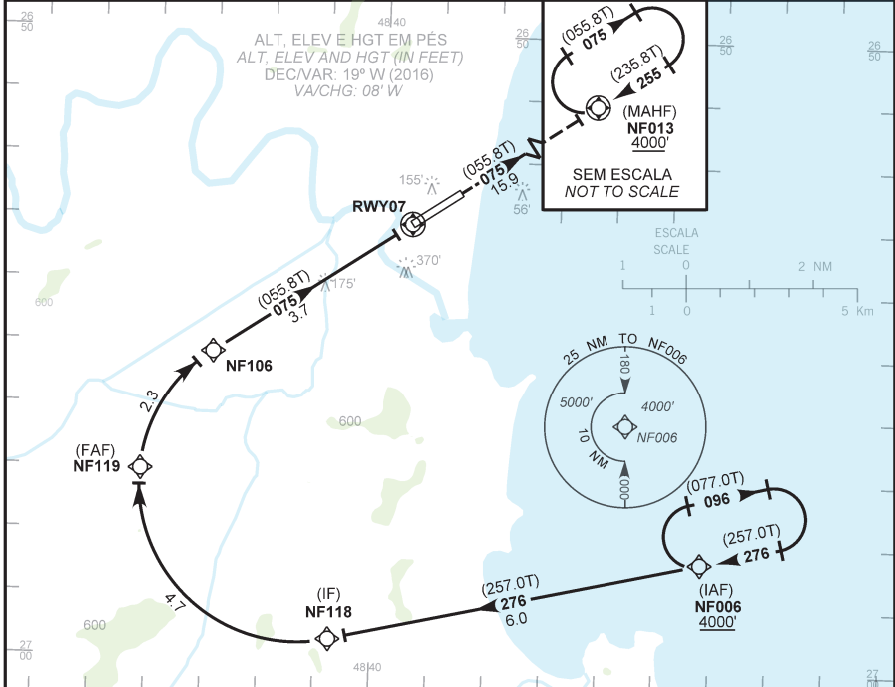 26
50
48 40
ALT, ELEV E HGT EM PÉS
ALT, ELEV AND HGT (IN FEET)
DEC/VAR: 19º W (2016)
VA/CHG: 08' W
26
50
(055.8T)
075
(235.8T)
255
(MAHF)
NF013
4000'
SEM ESCALA
NOT TO SCALE
26
50
26
50
(055.8T)
075
15.9
155'
56'
RWY07
370'
175'
(055.8T)
075
3.7
600
ESCALA
SCALE
1 0 2 NM
1 0 5 Km
NF106
2.3
25 NM TO NF006
180
5000'
4000'
NF006
10 NM
000
600
(FAF)
NF119
(077.0T)
096
(257.0T)
276
(IAF)
NF006
4000'
(257.0T)
276
6.0
(IF)
NF118
4.7
600
27
00
48 40
27
00